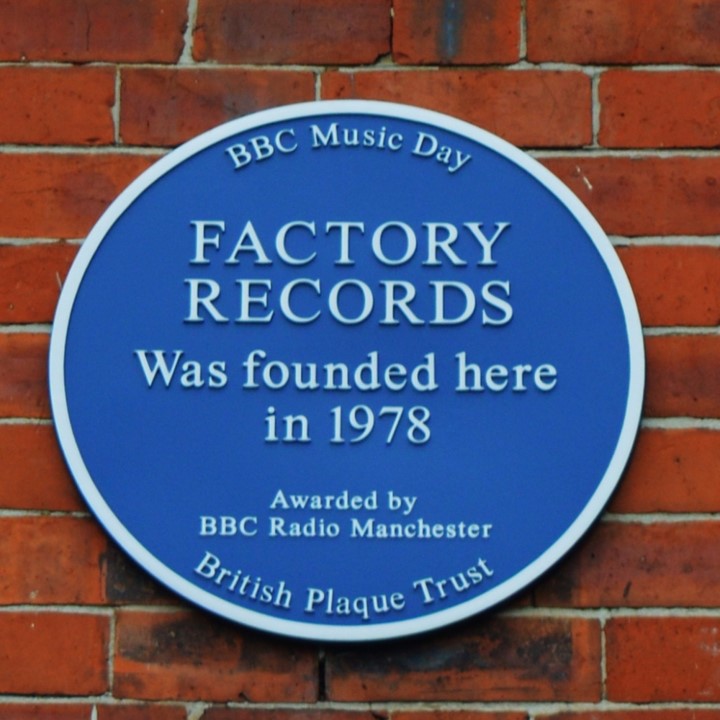 BBC Music Day
FACTORY
RECORDS
Was founded here
in 1978
Awarded by
BBC Radio Manchester
British Plaque Trust